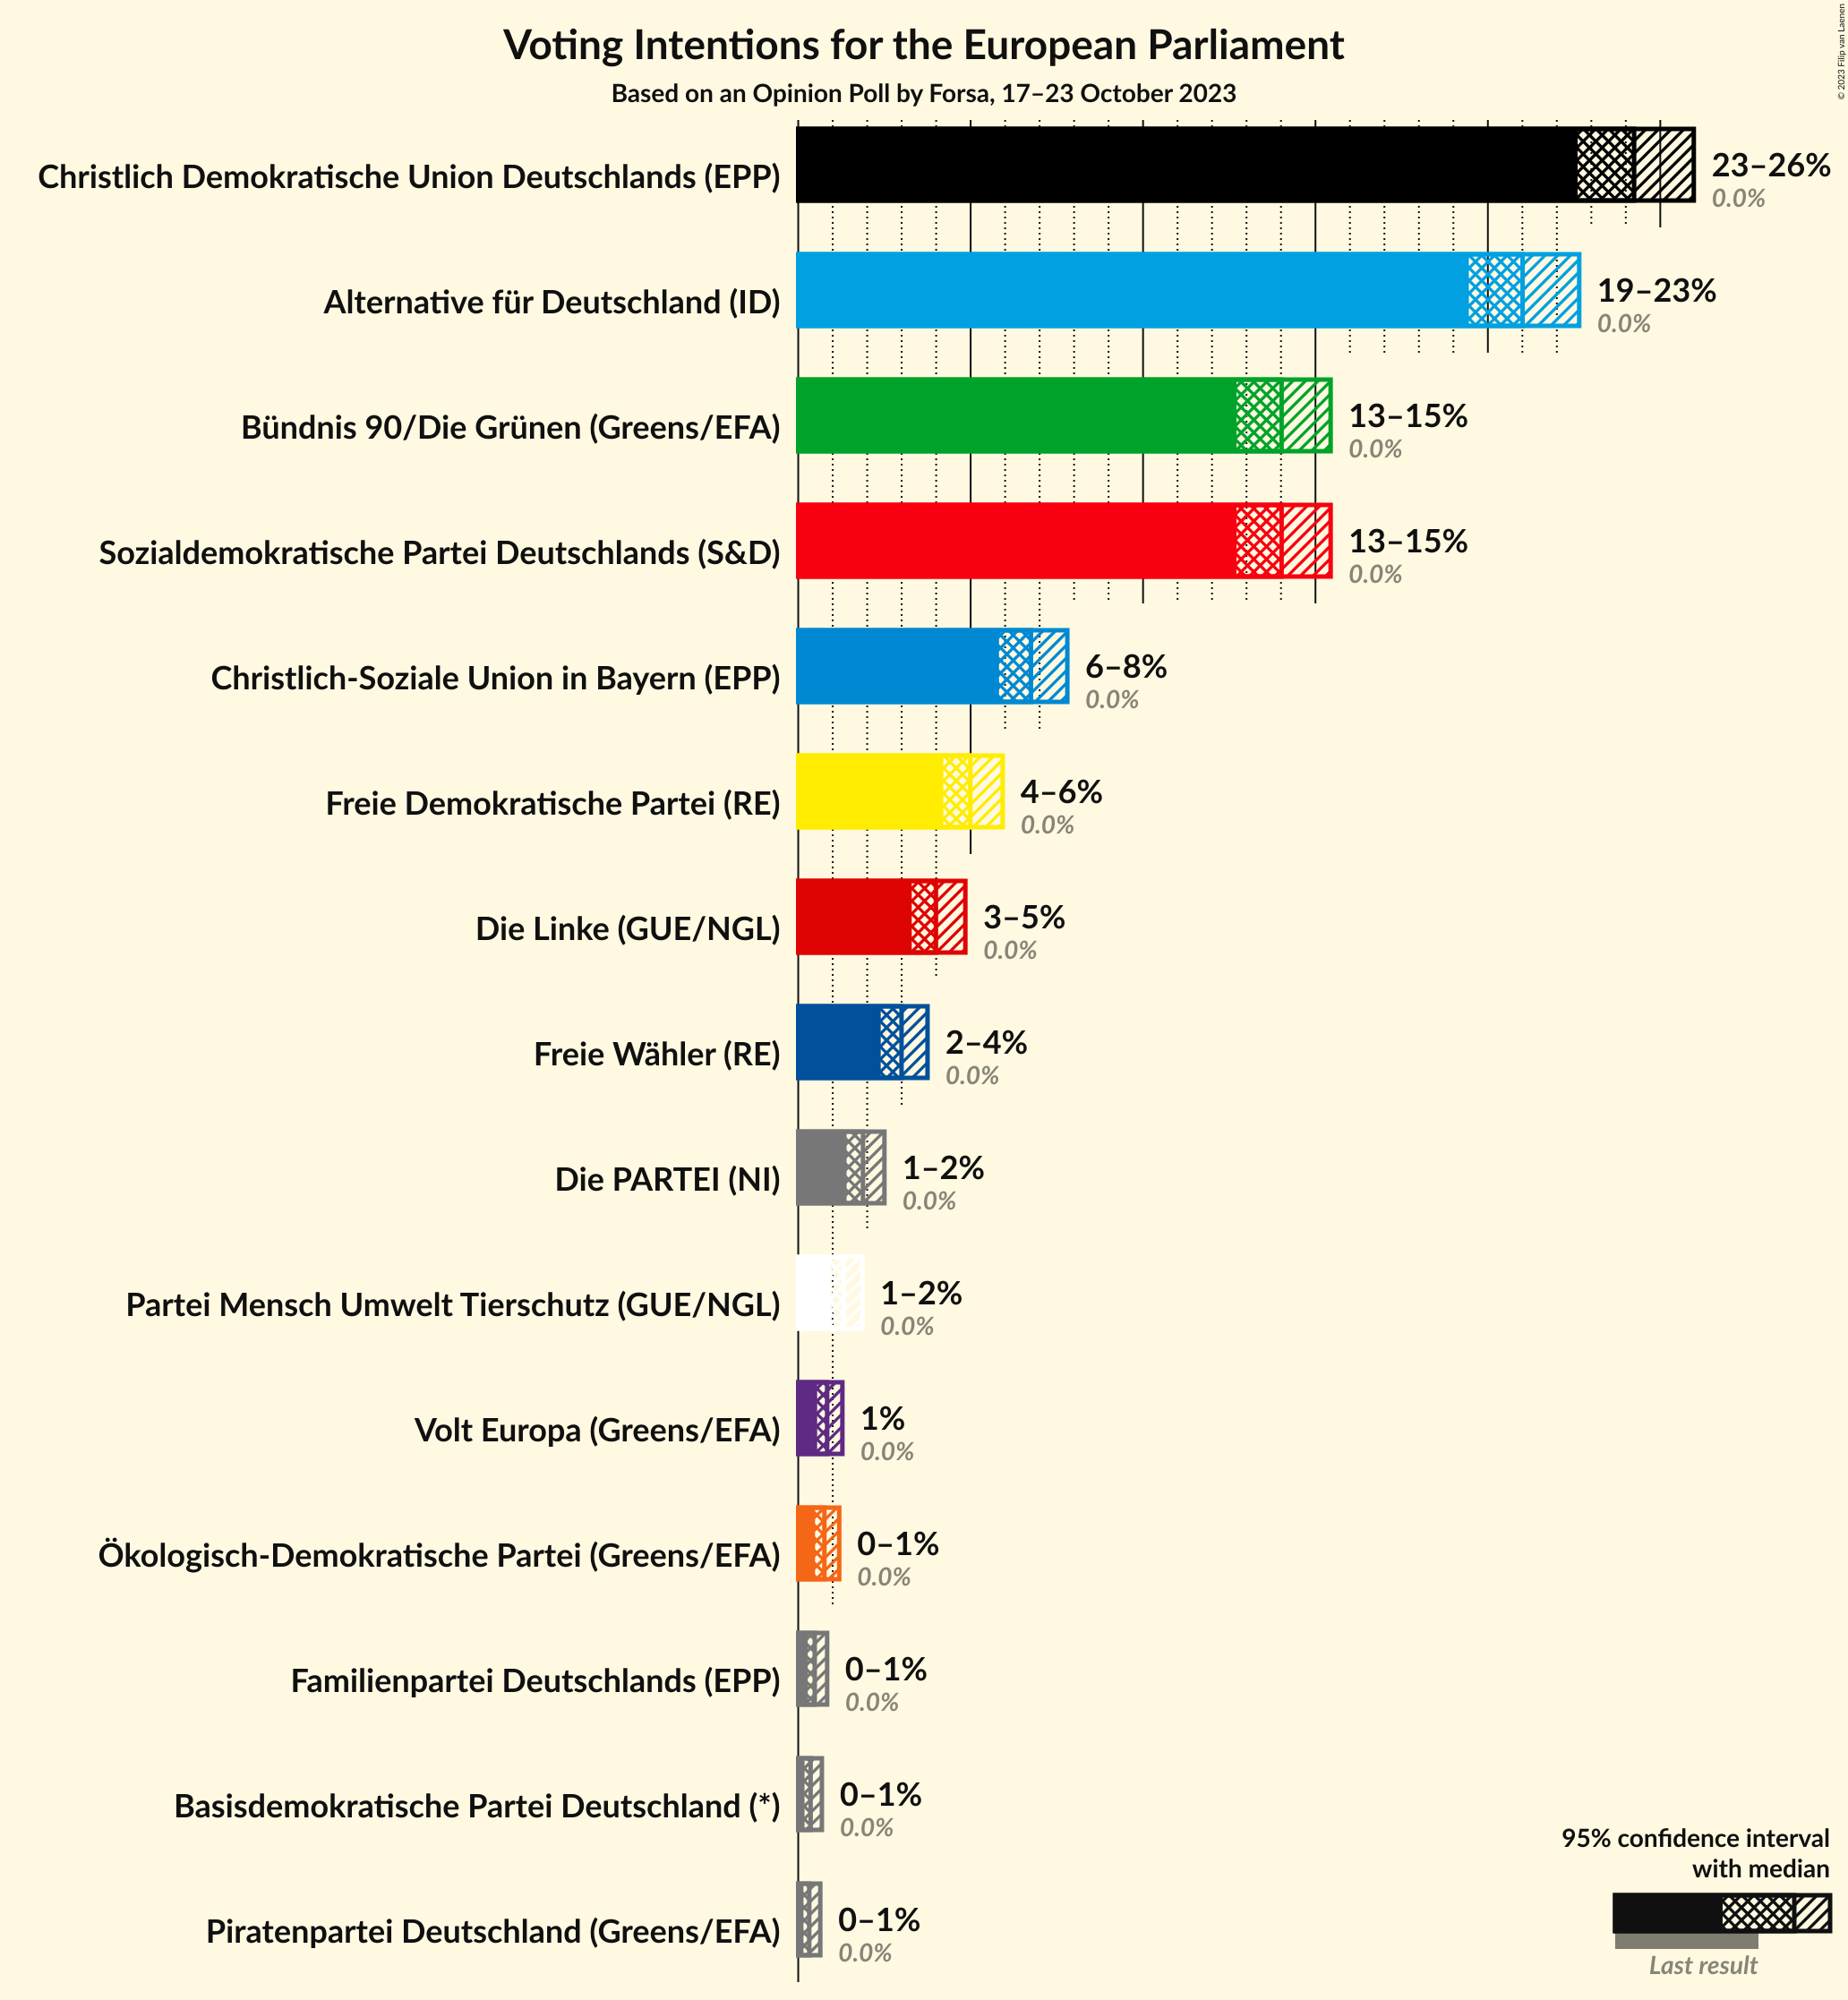 Voting Intentions for the European Parliament
Based on an Opinion Poll by Forsa, 17–23 October 2023
© 2023 Filip van Laenen
Christlich Demokratische Union Deutschlands (EPP)
23–26%
0.0%
Alternative für Deutschland (ID)
19–23%
0.0%
Bündnis 90/Die Grünen (Greens/EFA)
13–15%
0.0%
Sozialdemokratische Partei Deutschlands (S&D)
13–15%
0.0%
Christlich-Soziale Union in Bayern (EPP)
6–8%
0.0%
Freie Demokratische Partei (RE)
4–6%
0.0%
Die Linke (GUE/NGL)
3–5%
0.0%
Freie Wähler (RE)
2–4%
0.0%
Die PARTEI (NI)
1–2%
0.0%
Partei Mensch Umwelt Tierschutz (GUE/NGL)
1–2%
0.0%
Volt Europa (Greens/EFA)
1%
0.0%
Ökologisch-Demokratische Partei (Greens/EFA)
0–1%
0.0%
Familienpartei Deutschlands (EPP)
0–1%
0.0%
Basisdemokratische Partei Deutschland (*)
0–1%
0.0%
Piratenpartei Deutschland (Greens/EFA)
0–1%
0.0%
95% confidence interval
with median
Last result